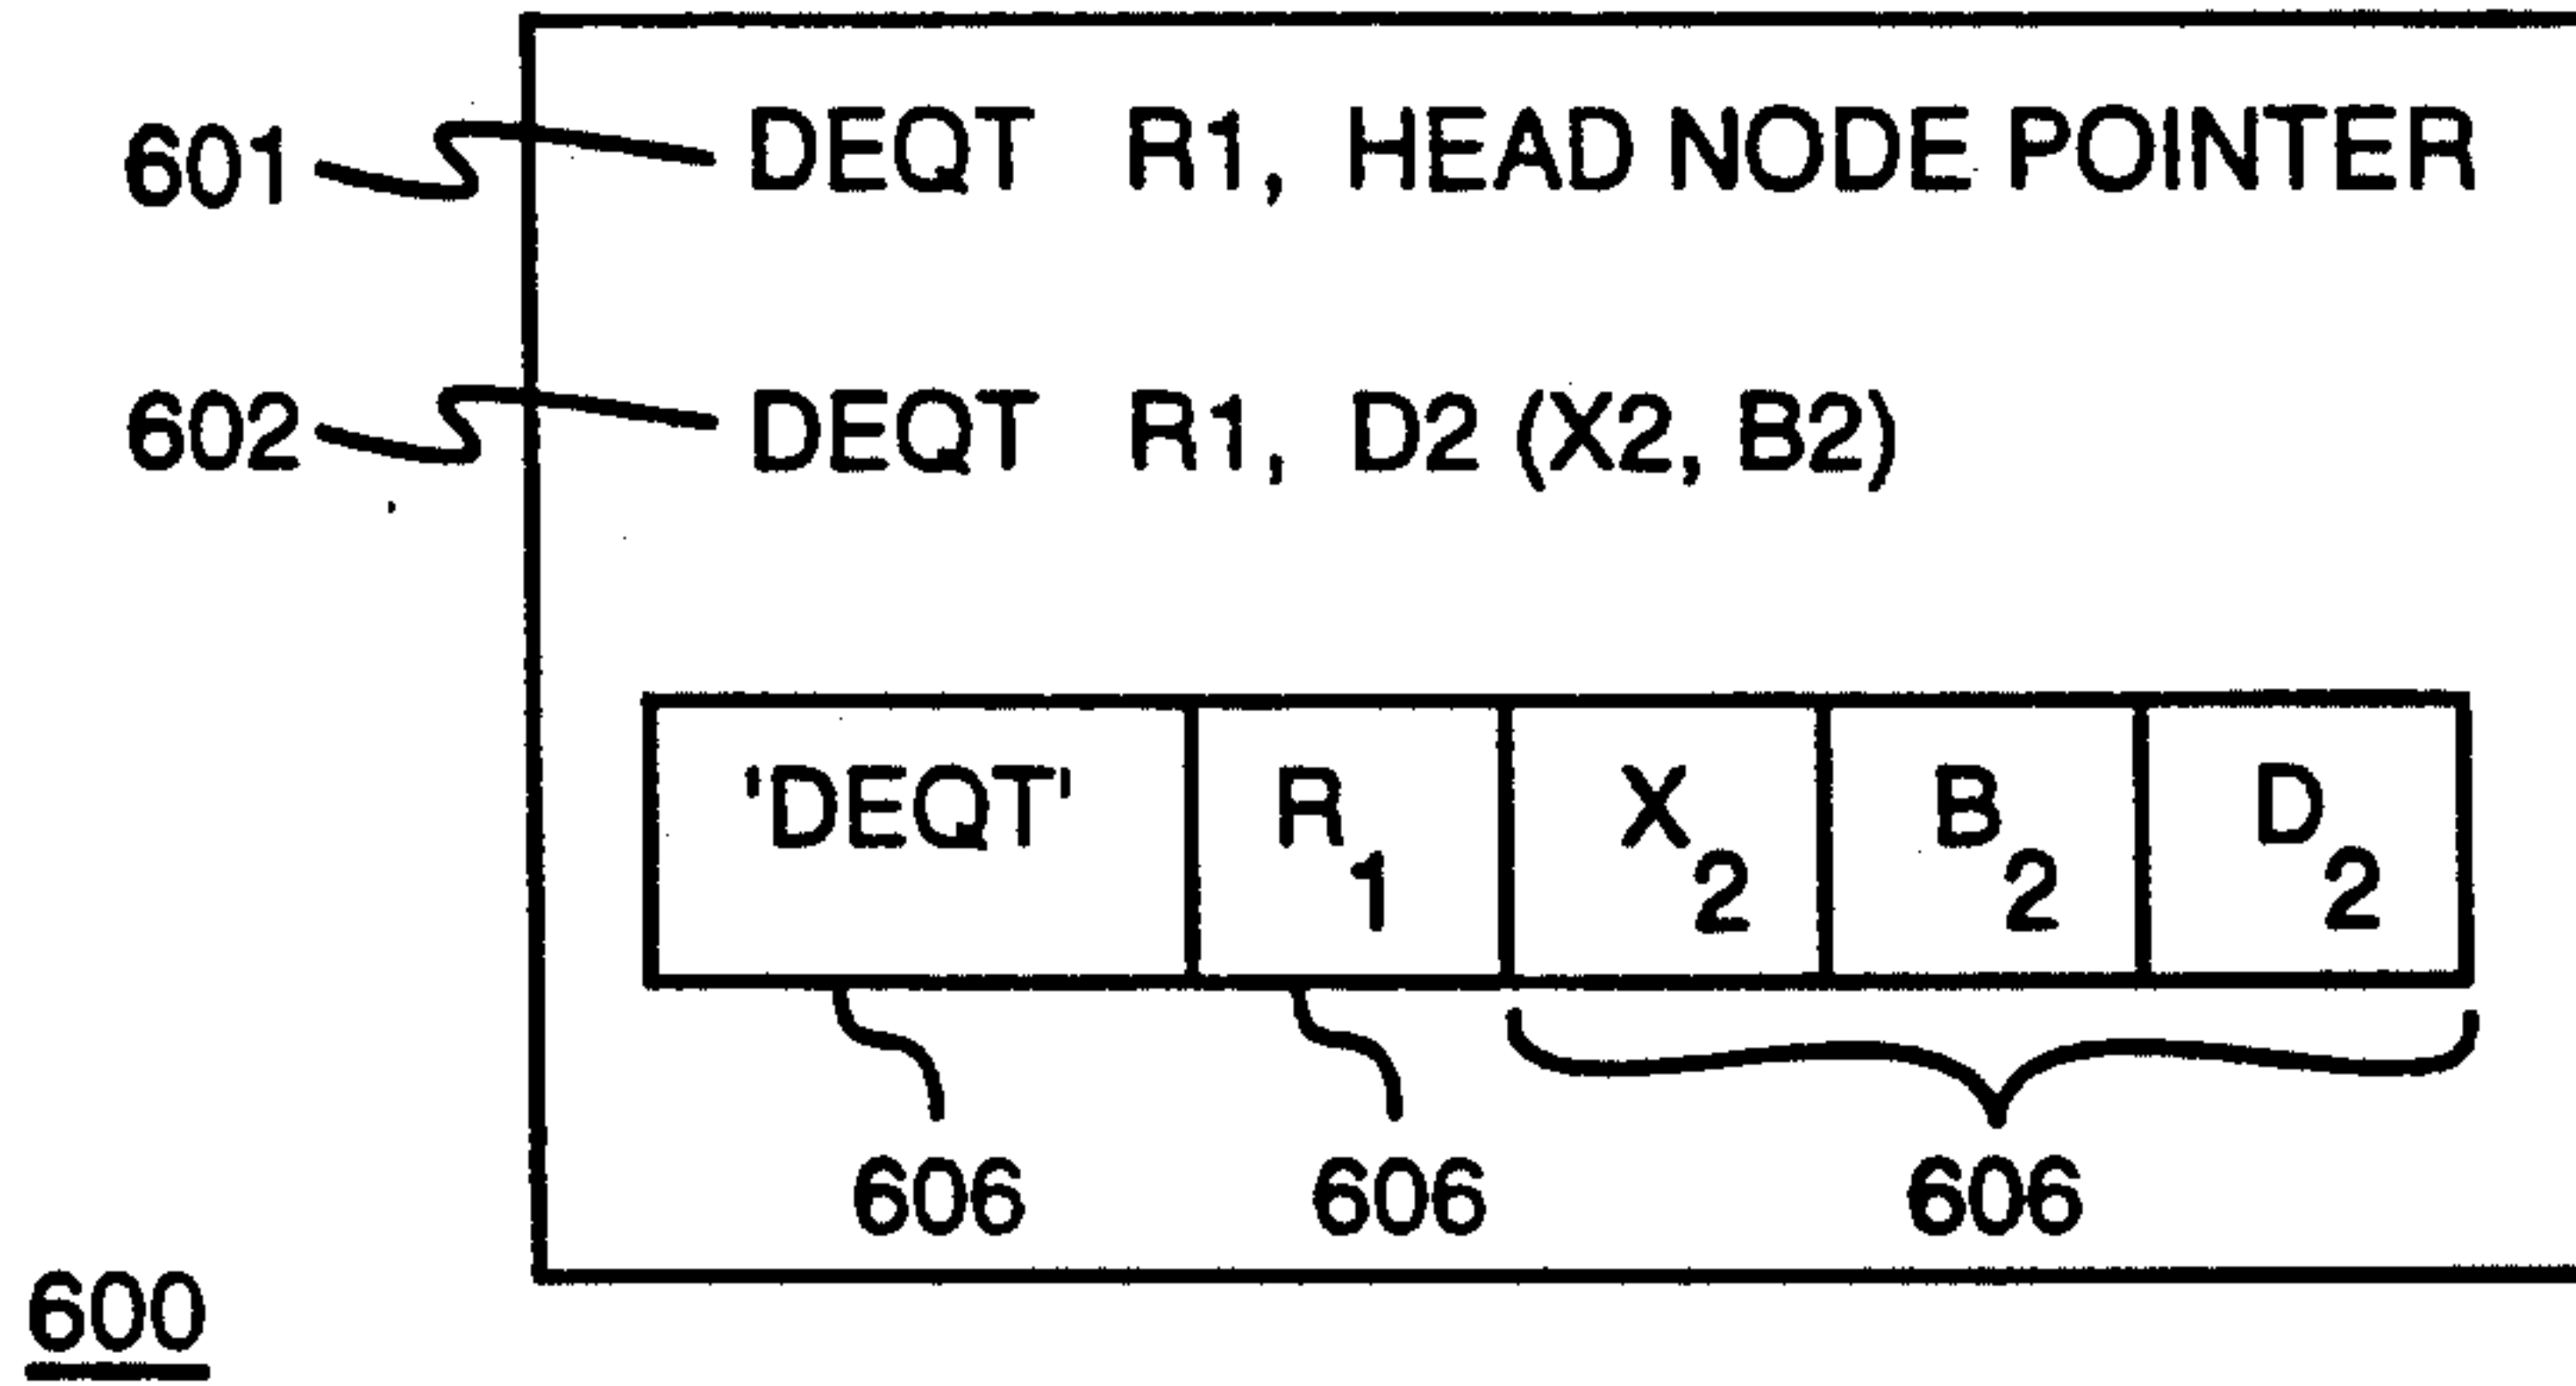 601 DEQT R1, HEAD NODE POINTER
602 DEQT R1, D2 (X2, B2)
'DEQT' R1 X2 B2 D2
606 606 606
600